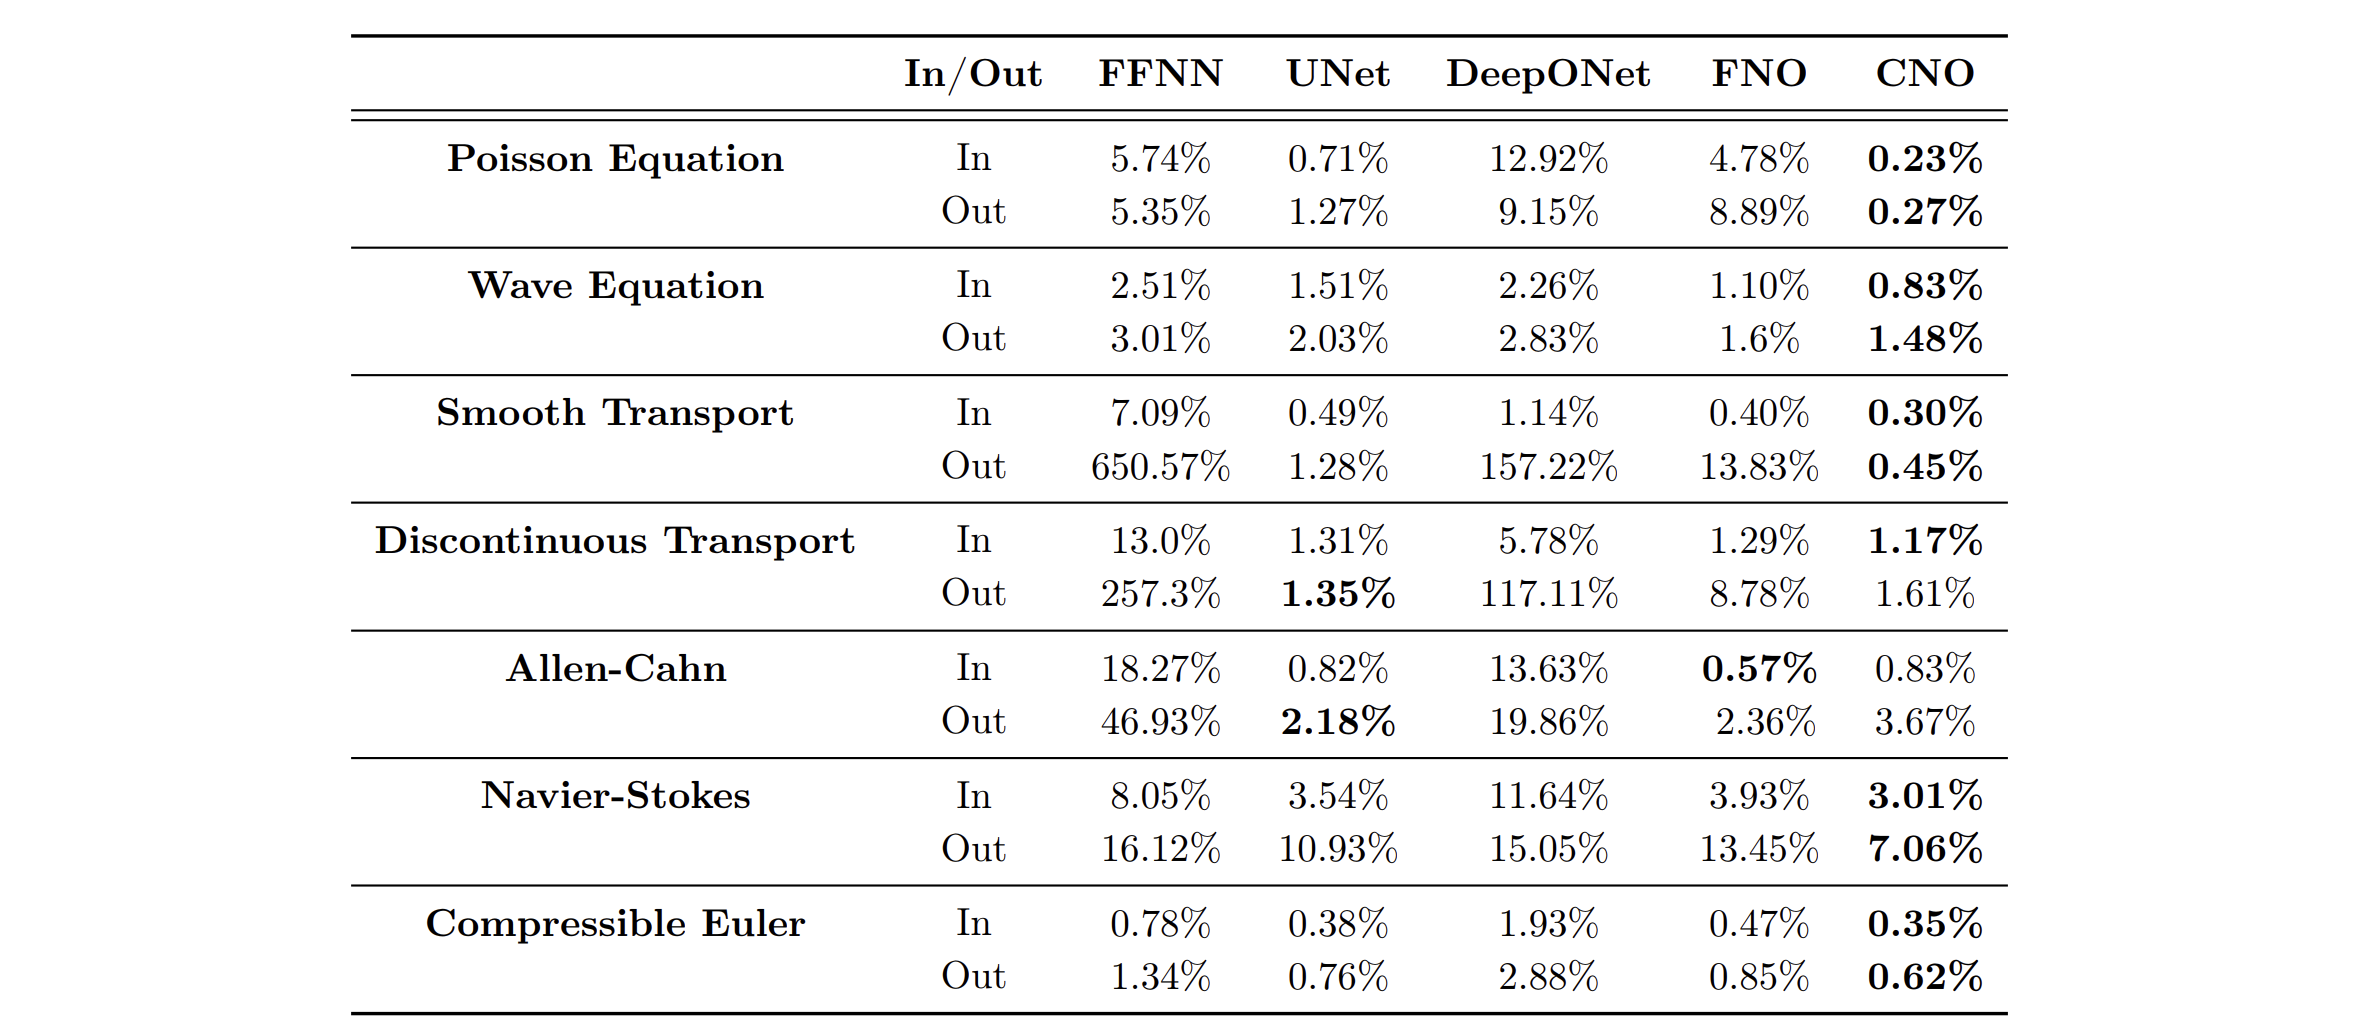 In/Out FFNN UNet DeepONet FNO CNO
Poisson Equation In 5.74% 0.71% 12.92% 4.78% 0.23%
Out 5.35% 1.27% 9.15% 8.89% 0.27%
Wave Equation In 2.51% 1.51% 2.26% 1.10% 0.83%
Out 3.01% 2.03% 2.83% 1.6% 1.48%
Smooth Transport In 7.09% 0.49% 1.14% 0.40% 0.30%
Out 650.57% 1.28% 157.22% 13.83% 0.45%
Discontinuous Transport In 13.0% 1.31% 5.78% 1.29% 1.17%
Out 257.3% 1.35% 117.11% 8.78% 1.61%
Allen-Cahn In 18.27% 0.82% 13.63% 0.57% 0.83%
Out 46.93% 2.18% 19.86% 2.36% 3.67%
Navier-Stokes In 8.05% 3.54% 11.64% 3.93% 3.01%
Out 16.12% 10.93% 15.05% 13.45% 7.06%
Compressible Euler In 0.78% 0.38% 1.93% 0.47% 0.35%
Out 1.34% 0.76% 2.88% 0.85% 0.62%